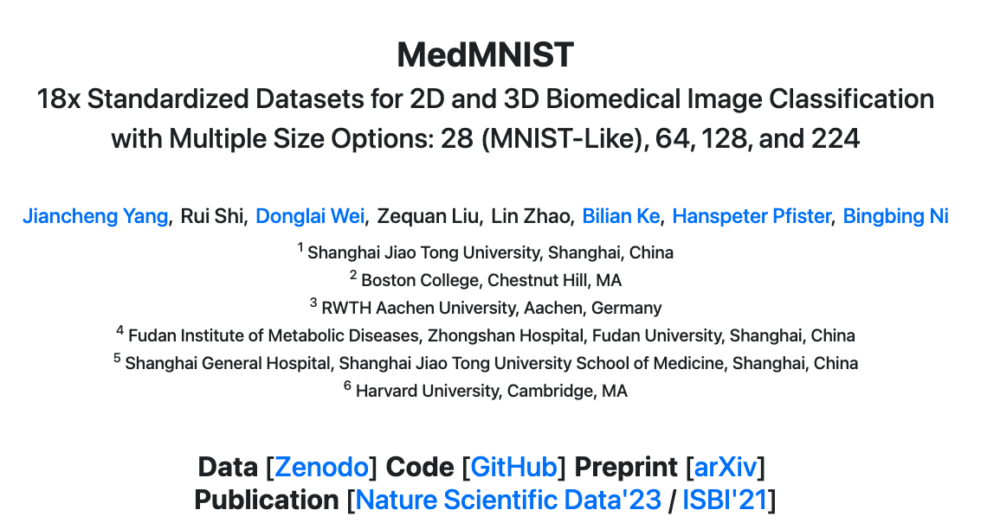 MedMNIST
18x Standardized Datasets for 2D and 3D Biomedical Image Classification
with Multiple Size Options: 28 (MNIST-Like), 64, 128, and 224
Jiancheng Yang, Rui Shi, Donglai Wei, Zequan Liu, Lin Zhao, Bilian Ke, Hanspeter Pfister, Bingbing Ni
1 Shanghai Jiao Tong University, Shanghai, China
2 Boston College, Chestnut Hill, MA
3 RWTH Aachen University, Aachen, Germany
4 Fudan Institute of Metabolic Diseases, Zhongshan Hospital, Fudan University, Shanghai, China
5 Shanghai General Hospital, Shanghai Jiao Tong University School of Medicine, Shanghai, China
6 Harvard University, Cambridge, MA
Data [Zenodo] Code [GitHub] Preprint [arXiv]
Publication [Nature Scientific Data'23 / ISBI'21]